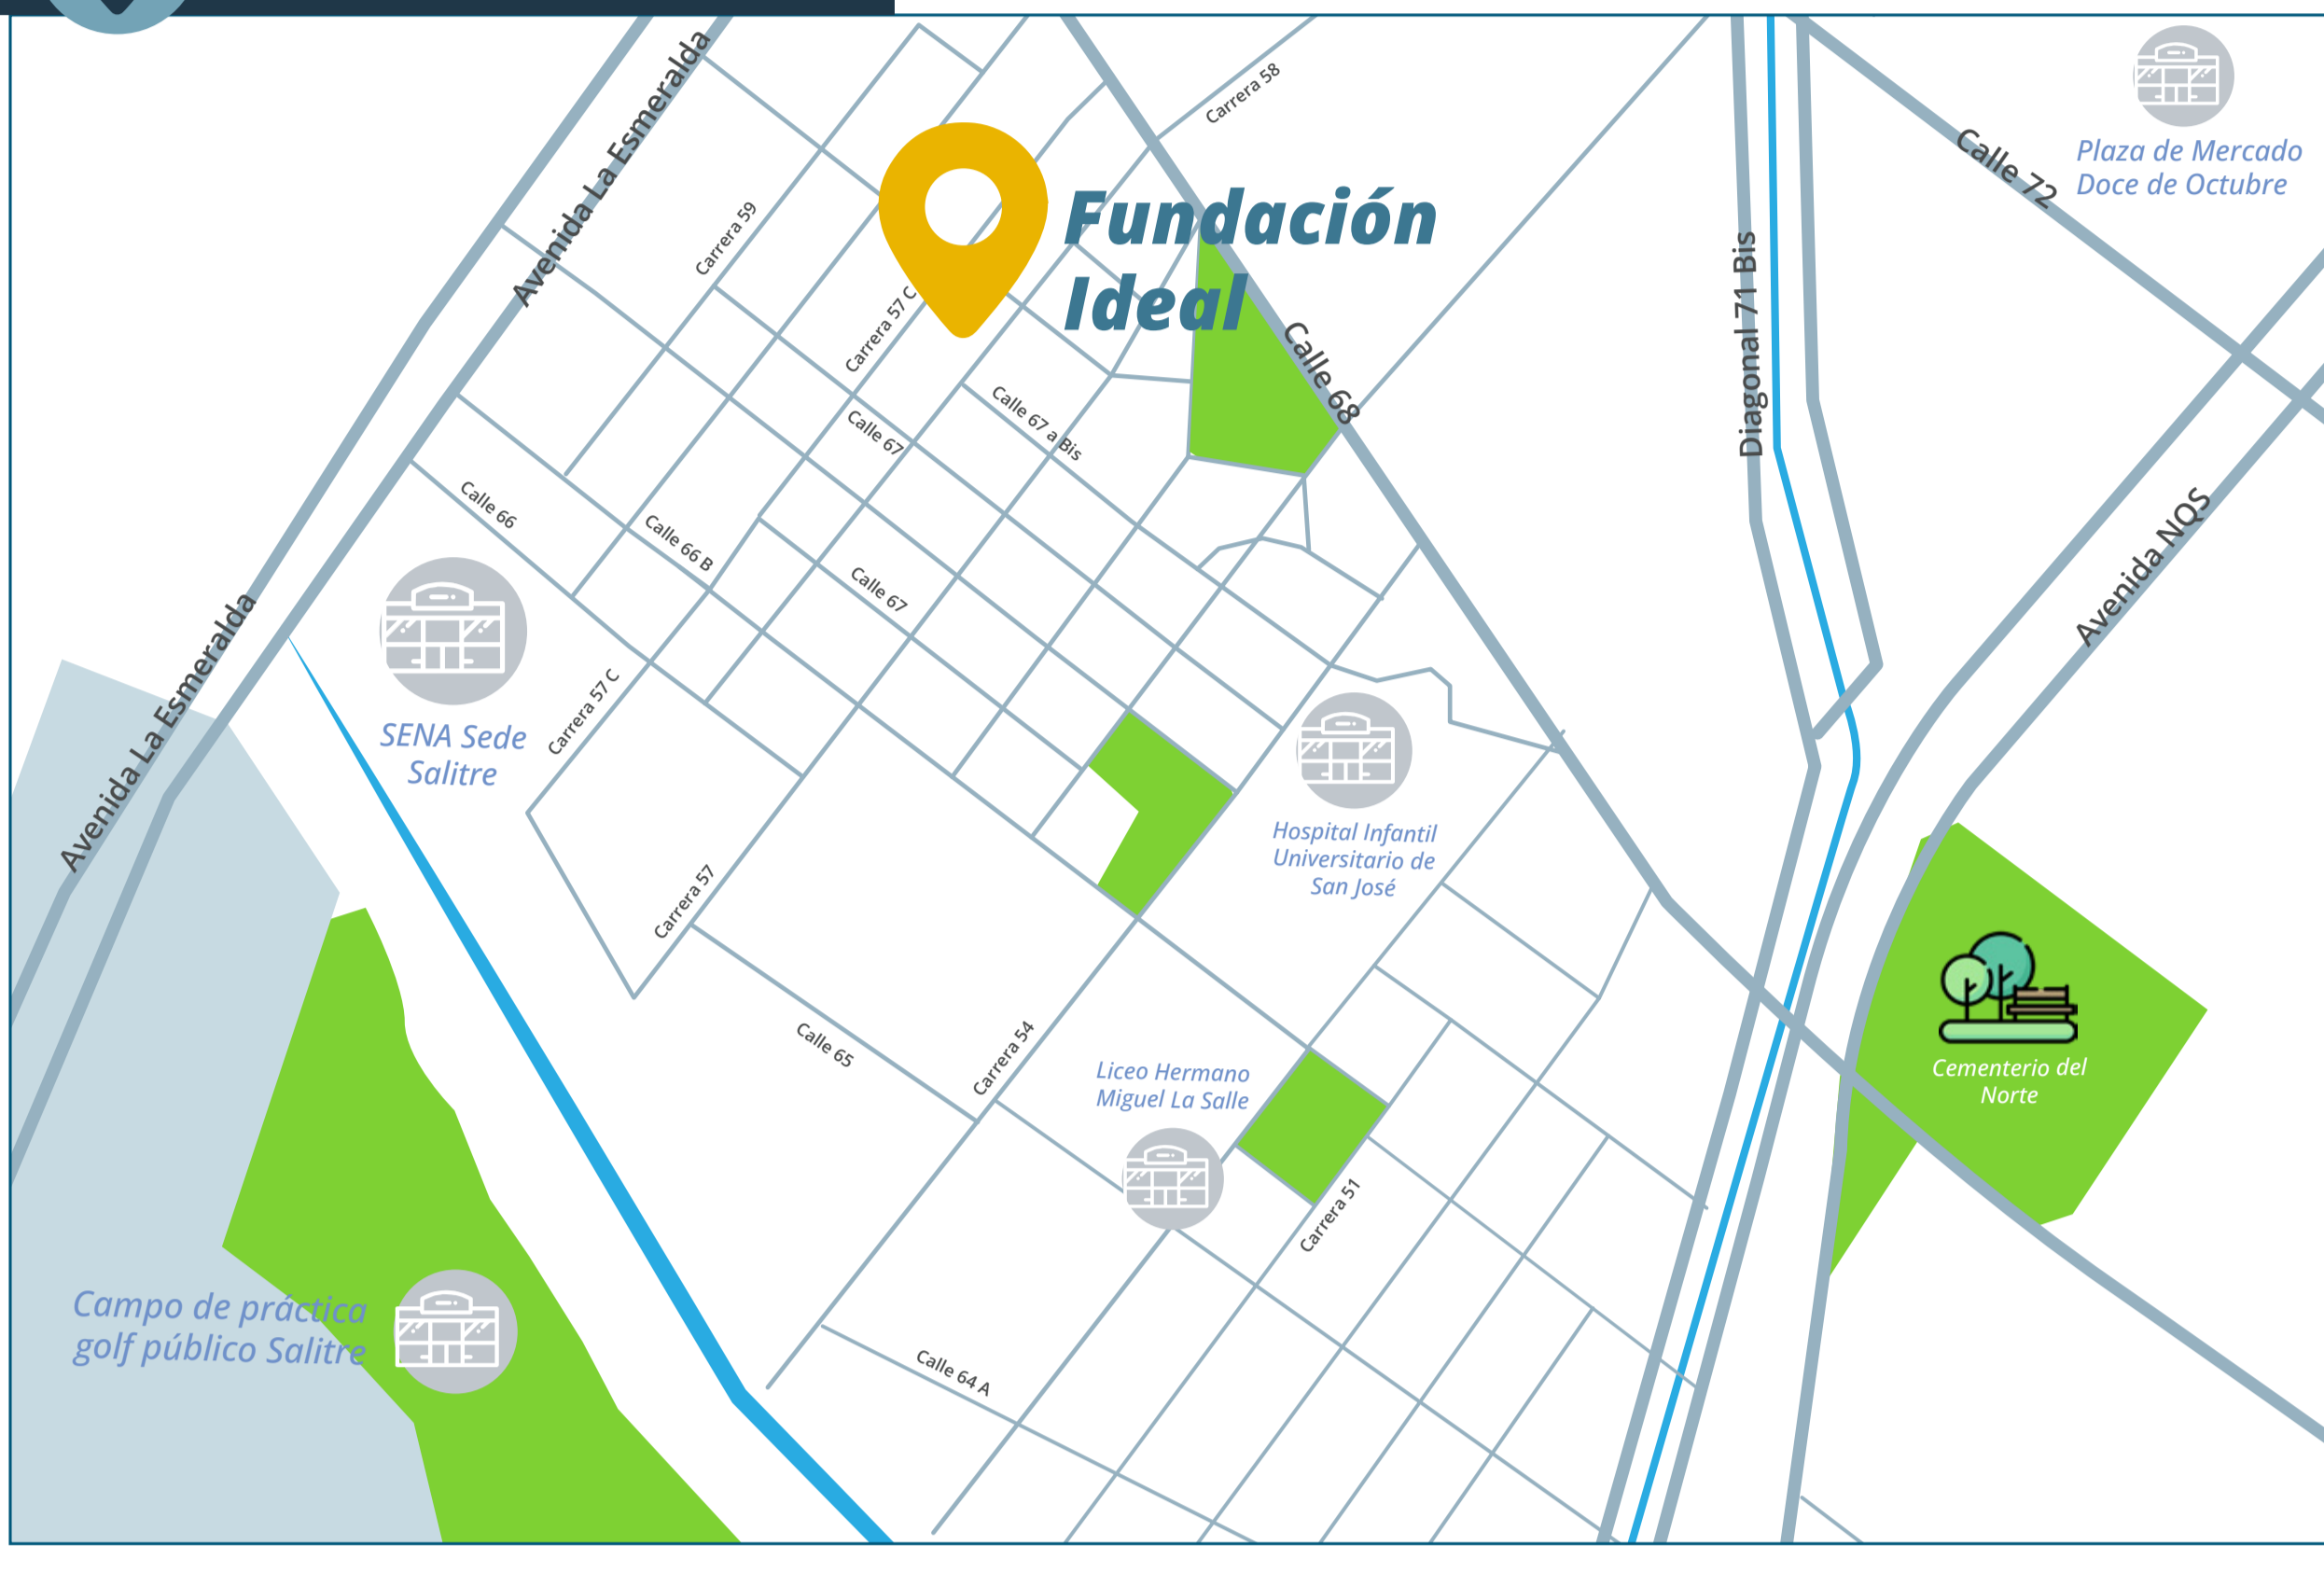 Avenida La Esmeralda
Carrera 58
Plaza de Mercado
Doce de Octubre
Calle 72
Carrera 59
Fundación
Ideal
Diagonal 71 Bis
Carrera 57 C
Calle 68
Calle 67 a Bis
Calle 67
Calle 66
Calle 66 B
Avenida NQS
Calle 67
Avenida La Esmeralda
SENA Sede
Salitre
Carrera 57 C
Hospital Infantil
Universitario de
San José
Carrera 57
Calle 65
Carrera 54
Liceo Hermano
Miguel La Salle
Cementerio del
Norte
Carrera 51
Campo de práctica
golf público Salitre
Calle 64 A